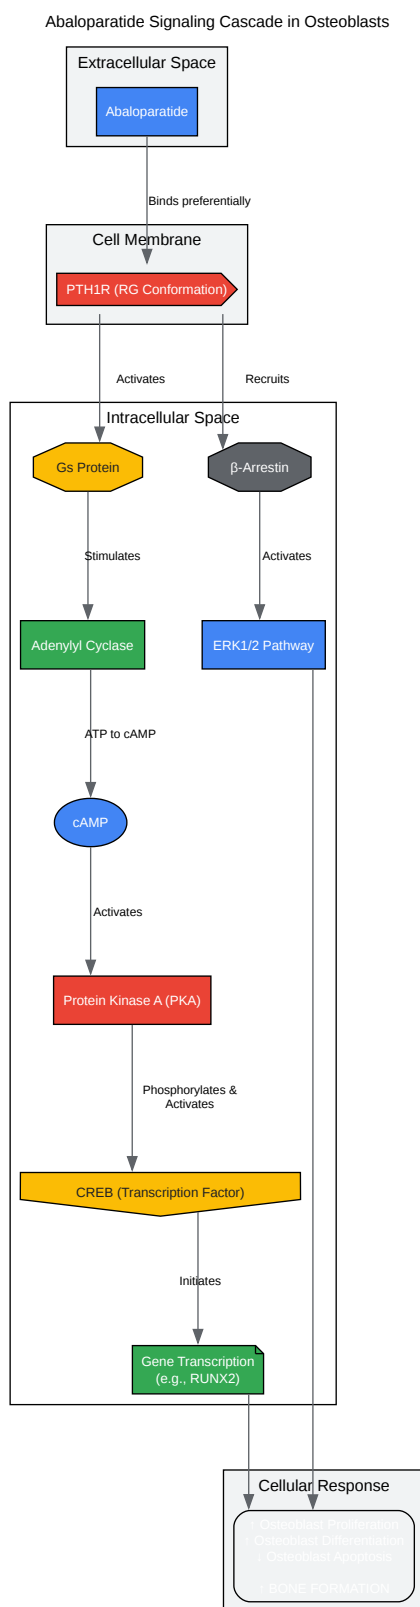 Abaloparatide Signaling Cascade in Osteoblasts
Extracellular Space
Abaloparatide
Binds preferentially
Cell Membrane
PTH1R (RG Conformation)
Activates
Recruits
Intracellular Space
Gs Protein
β-Arrestin
Stimulates
Activates
Adenylyl Cyclase
ERK1/2 Pathway
ATP to cAMP
cAMP
Activates
Protein Kinase A (PKA)
Phosphorylates &
Activates
CREB (Transcription Factor)
Initiates
Gene Transcription
(e.g., RUNX2)
Cellular Response
Osteoblast Proliferation
Osteoblast Differentiation
Osteoblast Apoptosis
BONE FORMATION